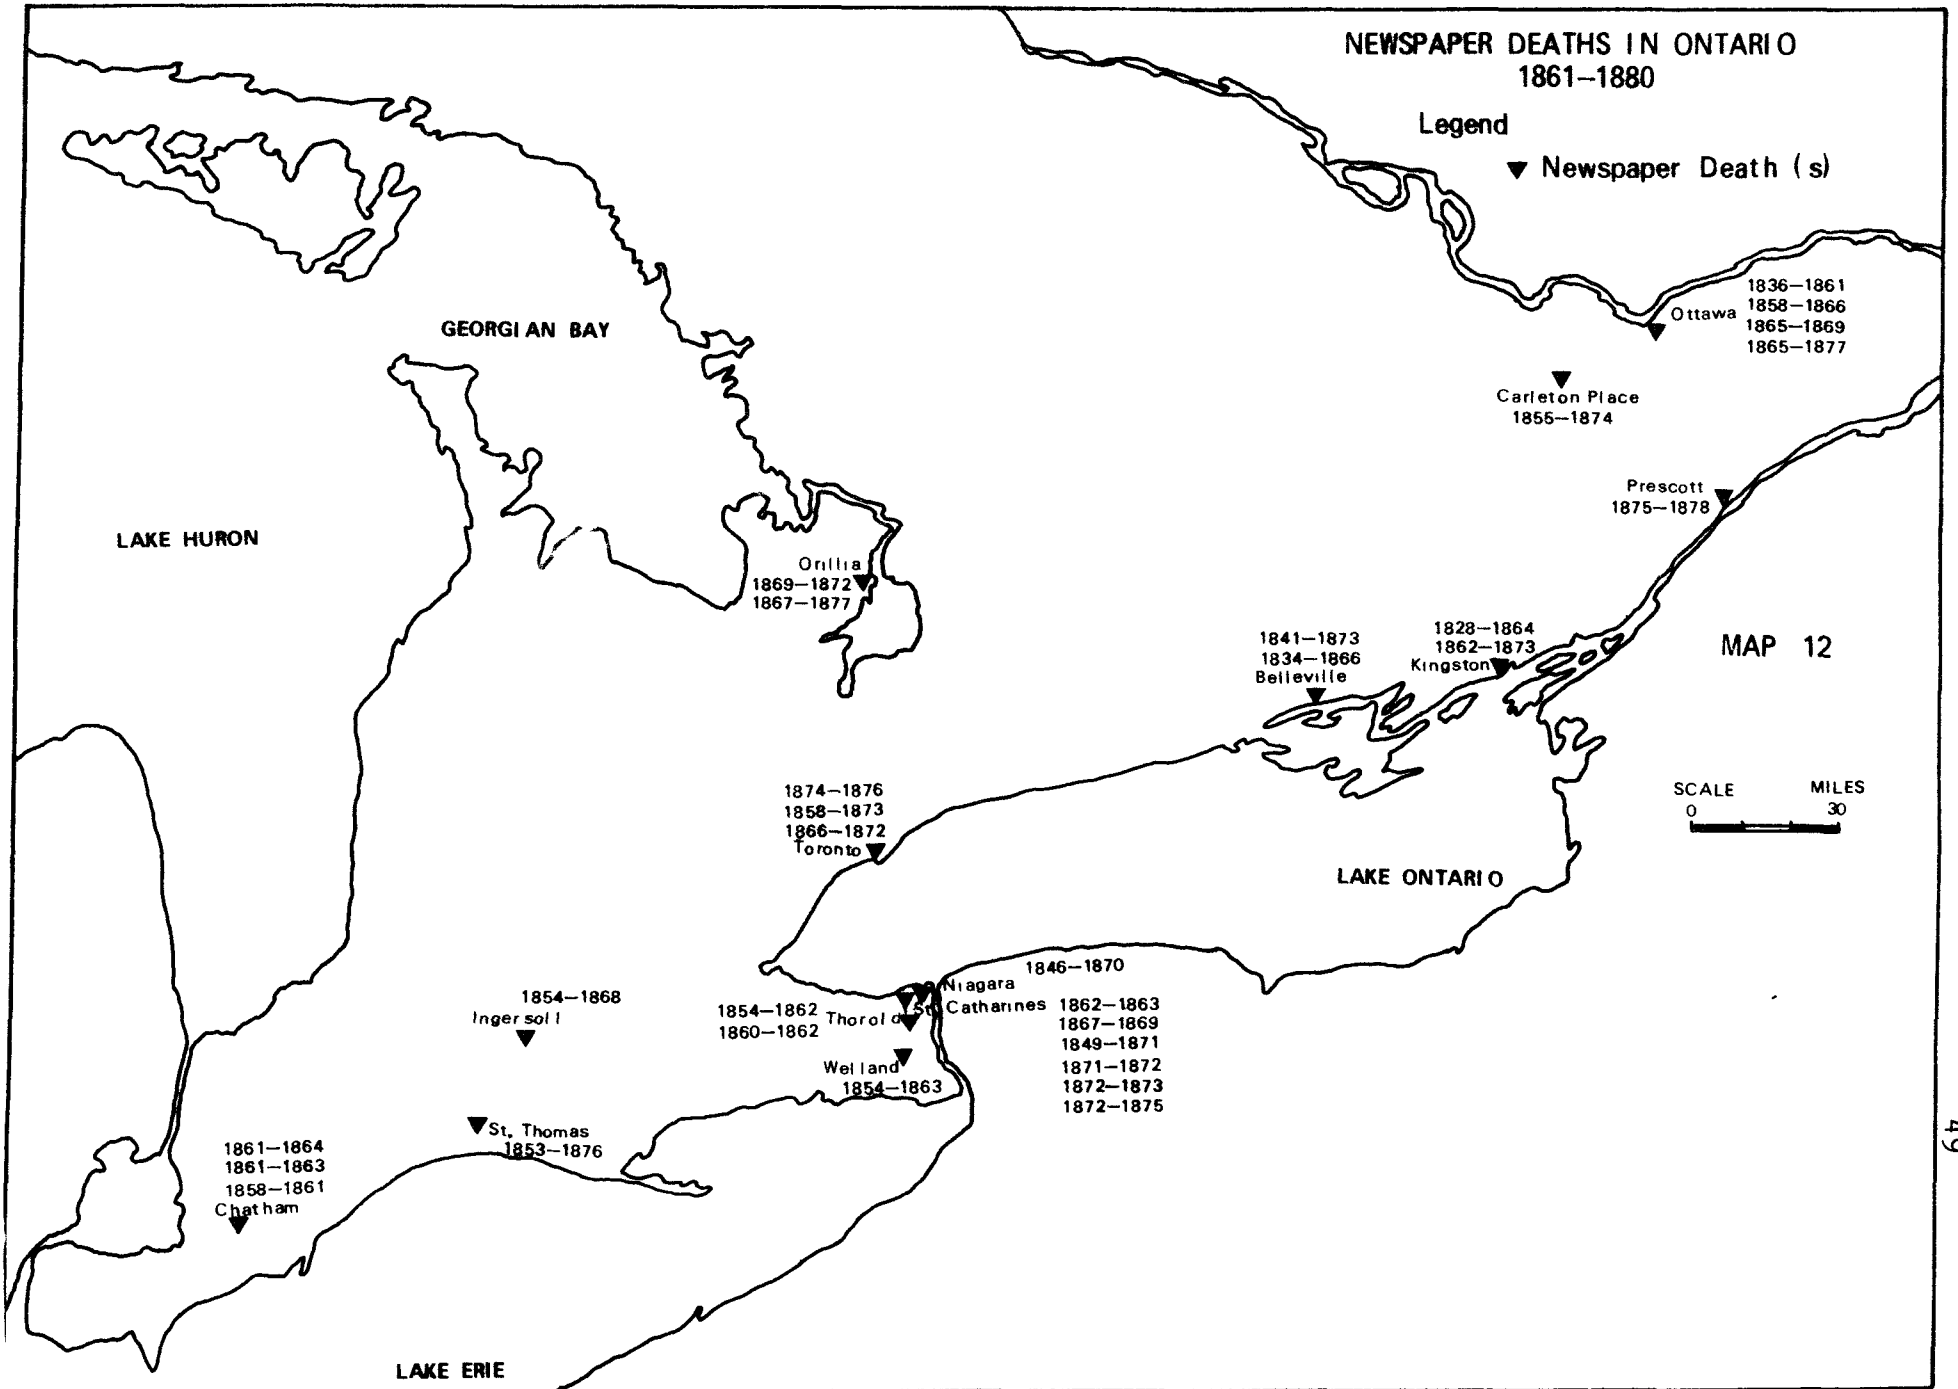 NEWSPAPER DEATHS IN ONTARIO
1861–1880
Legend
Newspaper Death (s)
GEORGIAN BAY
1836–1861
1858–1866
Ottawa
1865–1869
1865–1877
Carleton Place
1855–1874
Prescott
1875–1878
LAKE HURON
Orillia
1869–1872
1867–1877
1841–1873
1834–1866
Belleville
1828–1864
1862–1873
Kingston
MAP 12
SCALE MILES
0 30
1874–1876
1858–1873
1866–1872
Toronto
LAKE ONTARIO
1846–1870
Niagara
St. Catharines
1862–1863
1867–1869
1849–1871
1871–1872
1872–1873
1872–1875
1854–1868
Ingersoll
1854–1862
1860–1862
Thorold
Welland
1854–1863
St. Thomas
1853–1876
1861–1864
1861–1863
1858–1861
Chatham
LAKE ERIE
49